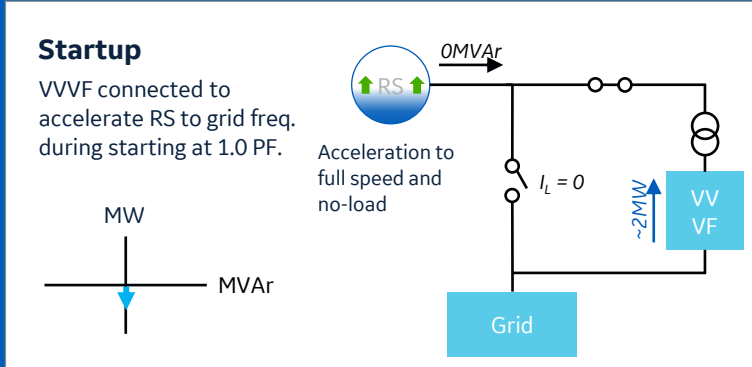 Startup
VVVF connected to
accelerate RS to grid freq.
during starting at 1.0 PF.
MW
MVAr
RS
0MVAr
Acceleration to
full speed and
no-load
I_L = 0
~2MW
VV
VF
Grid